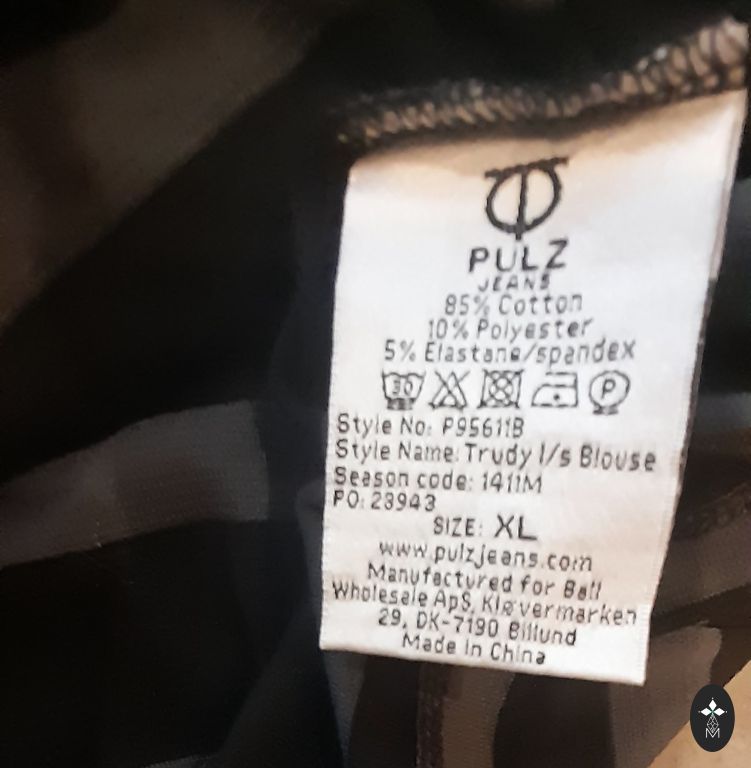 PULZ
JEANS
85% Cotton
10% Polyester
5% Elastane/spandex
30 P
Style No: P95611B
Style Name: Trudy l/s Blouse
Season code: 1411M
PO: 23943
SIZE: XL
www.pulzjeans.com
Manufactured for Ball
Wholesale ApS, Kløvermarken
29, DK-7190 Billund
Made in China
M